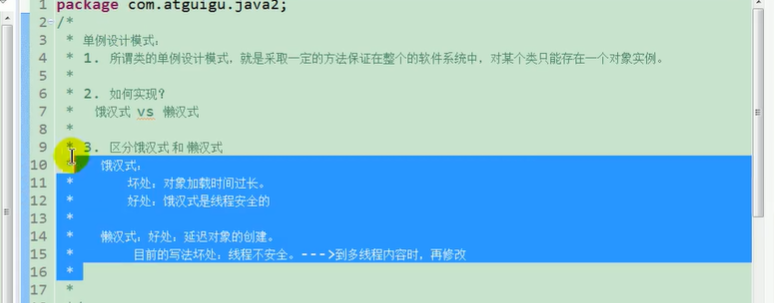 1 package com.atguigu.java2;
2 /*
3 * 单例设计模式：
4 * 1. 所谓类的单例设计模式，就是采取一定的方法保证在整个的软件系统中，对某个类只能存在一个对象实例。
5 *
6 * 2. 如何实现？
7 * 饿汉式 vs 懒汉式
8 *
9 * 3. 区分饿汉式 和 懒汉式
10 * 饿汉式：
11 * 坏处：对象加载时间过长。
12 * 好处：饿汉式是线程安全的
13 *
14 * 懒汉式：好处：延迟对象的创建。
15 * 目前的写法坏处：线程不安全。--->到多线程内容时，再修改
16 *
17 *